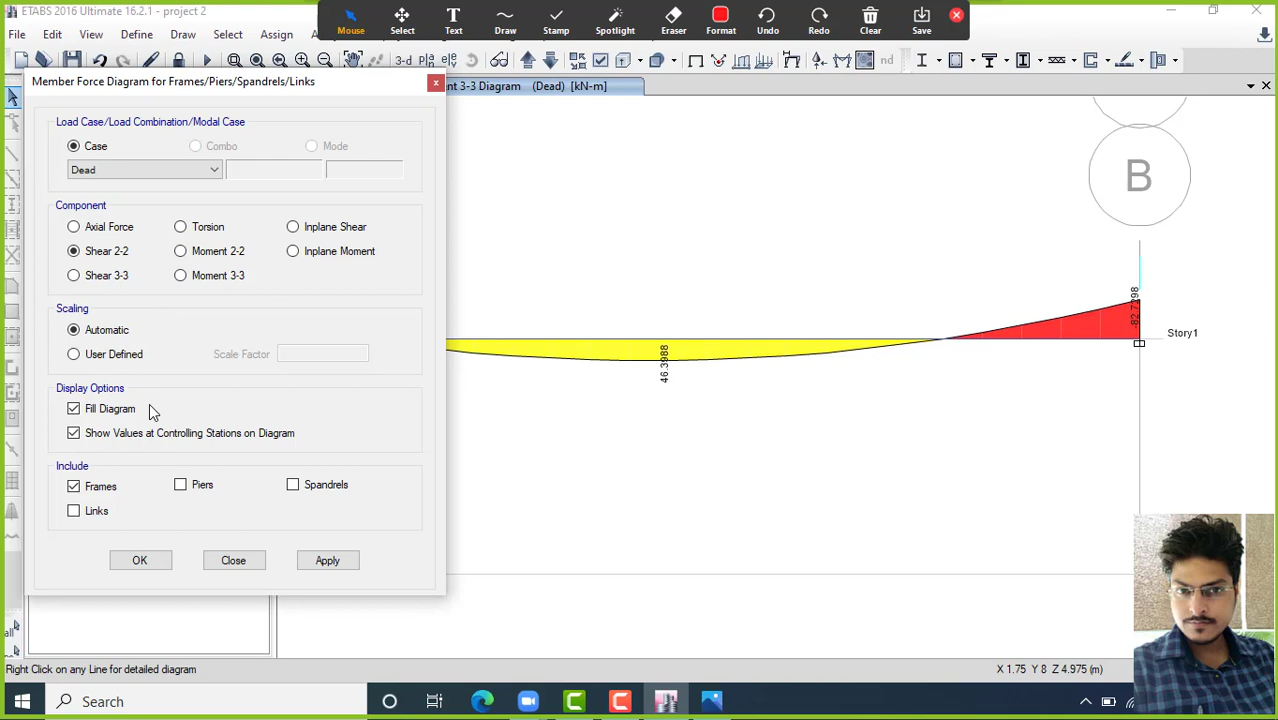 ETABS 2016 Ultimate 16.2.1 - project 2
Mouse
Select
Text
Draw
Stamp
Spotlight
Eraser
Format
Undo
Redo
Clear
Save
File
Edit
View
Define
Draw
Select
Assign
3-d
nd
Member Force Diagram for Frames/Piers/Spandrels/Links
nt 3-3 Diagram (Dead) [kN-m]
Load Case/Load Combination/Modal Case
Case
Combo
Mode
Dead
Component
Axial Force
Torsion
Inplane Shear
Shear 2-2
Moment 2-2
Inplane Moment
Shear 3-3
Moment 3-3
Scaling
Automatic
User Defined
Scale Factor
Display Options
Fill Diagram
Show Values at Controlling Stations on Diagram
Include
Frames
Piers
Spandrels
Links
OK
Close
Apply
B
46.3988
Story1
all
Right Click on any Line for detailed diagram
X 1.75 Y 8 Z 4.975 (m)
Search